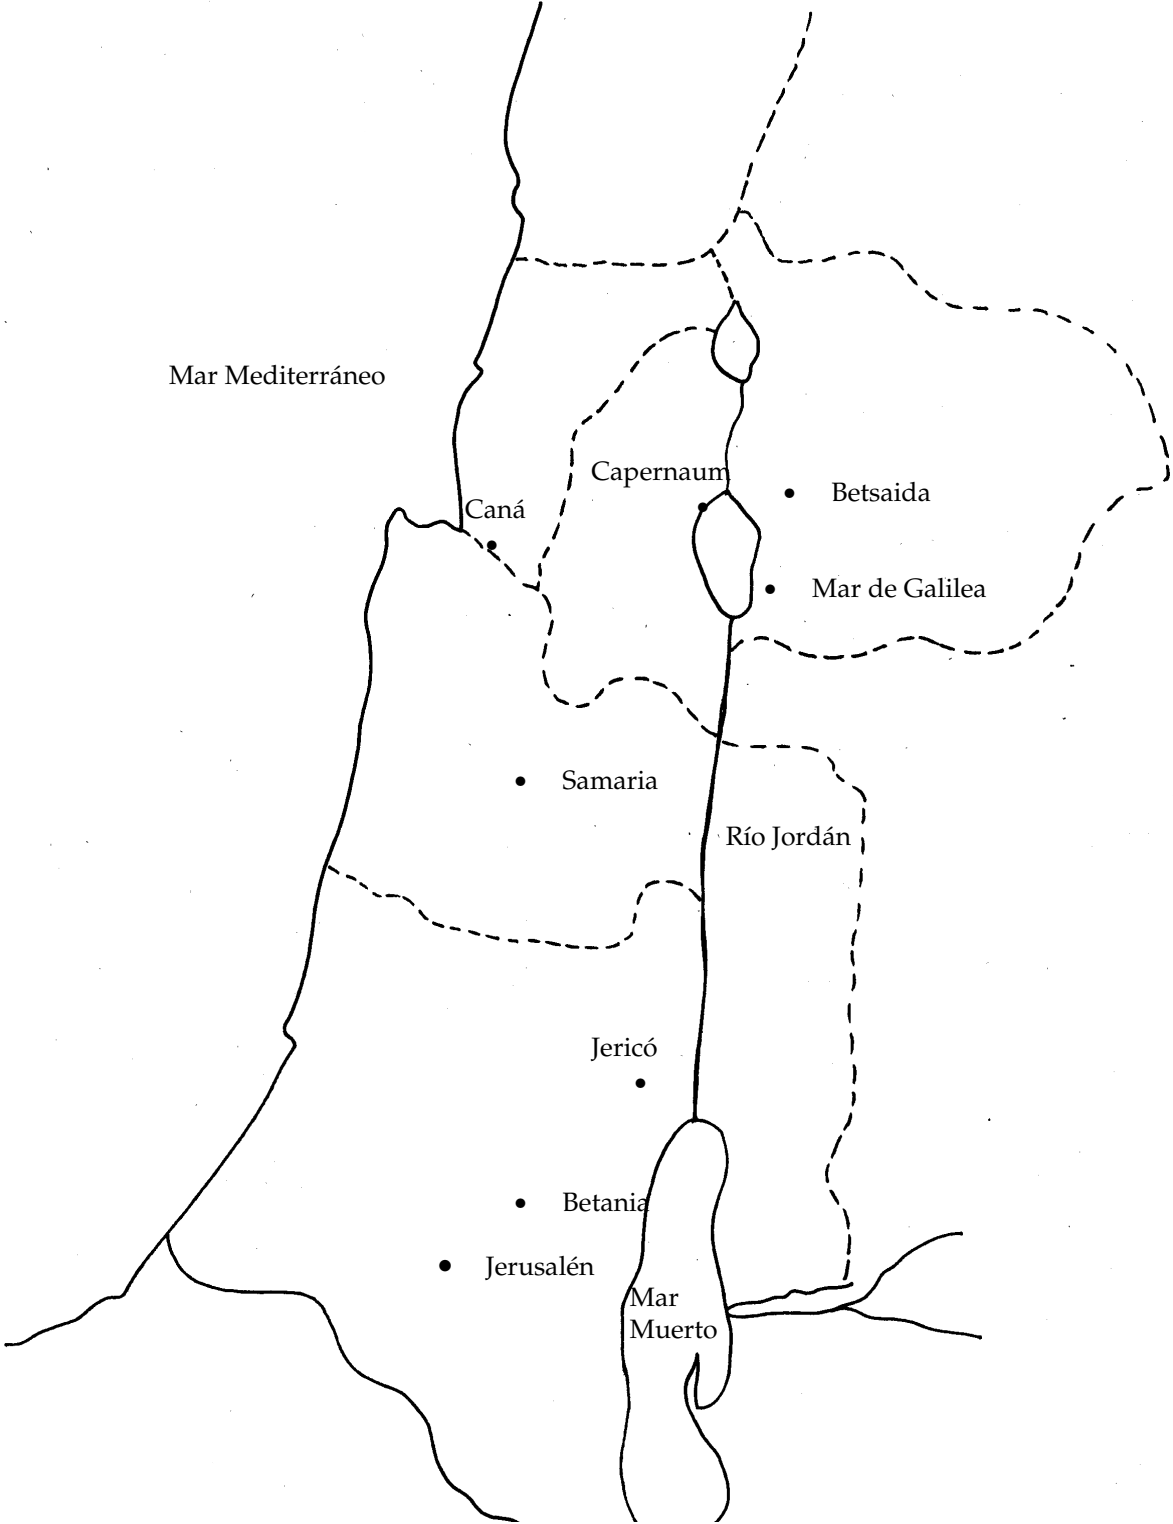 Mar Mediterráneo
Capernaum
Betsaida
Caná
Mar de Galilea
Samaria
Río Jordán
Jericó
Betania
Jerusalén
Mar
Muerto